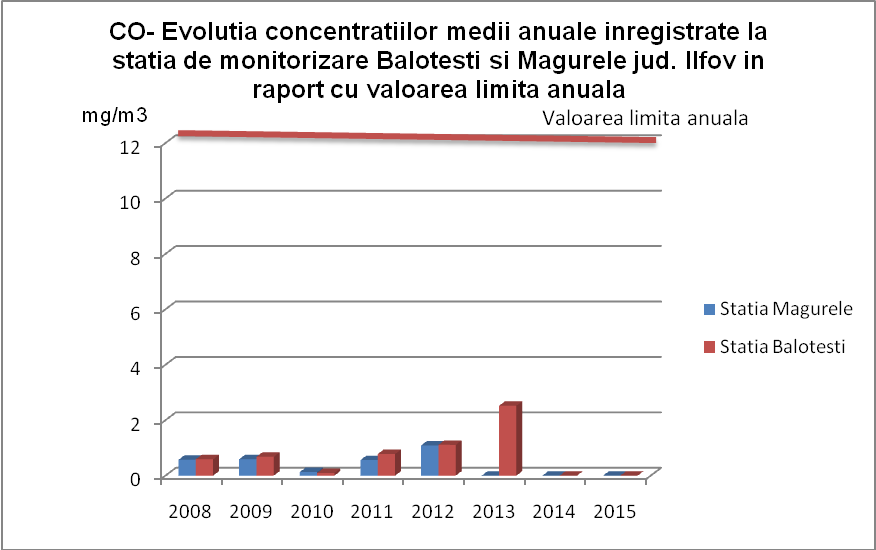 CO- Evolutia concentratiilor medii anuale inregistrate la
statia de monitorizare Balotesti si Magurele jud. Ilfov in
raport cu valoarea limita anuala
mg/m3
Valoarea limita anuala
12
10
8
6
4
2
0
Statia Magurele
Statia Balotesti
2008 2009 2010 2011 2012 2013 2014 2015